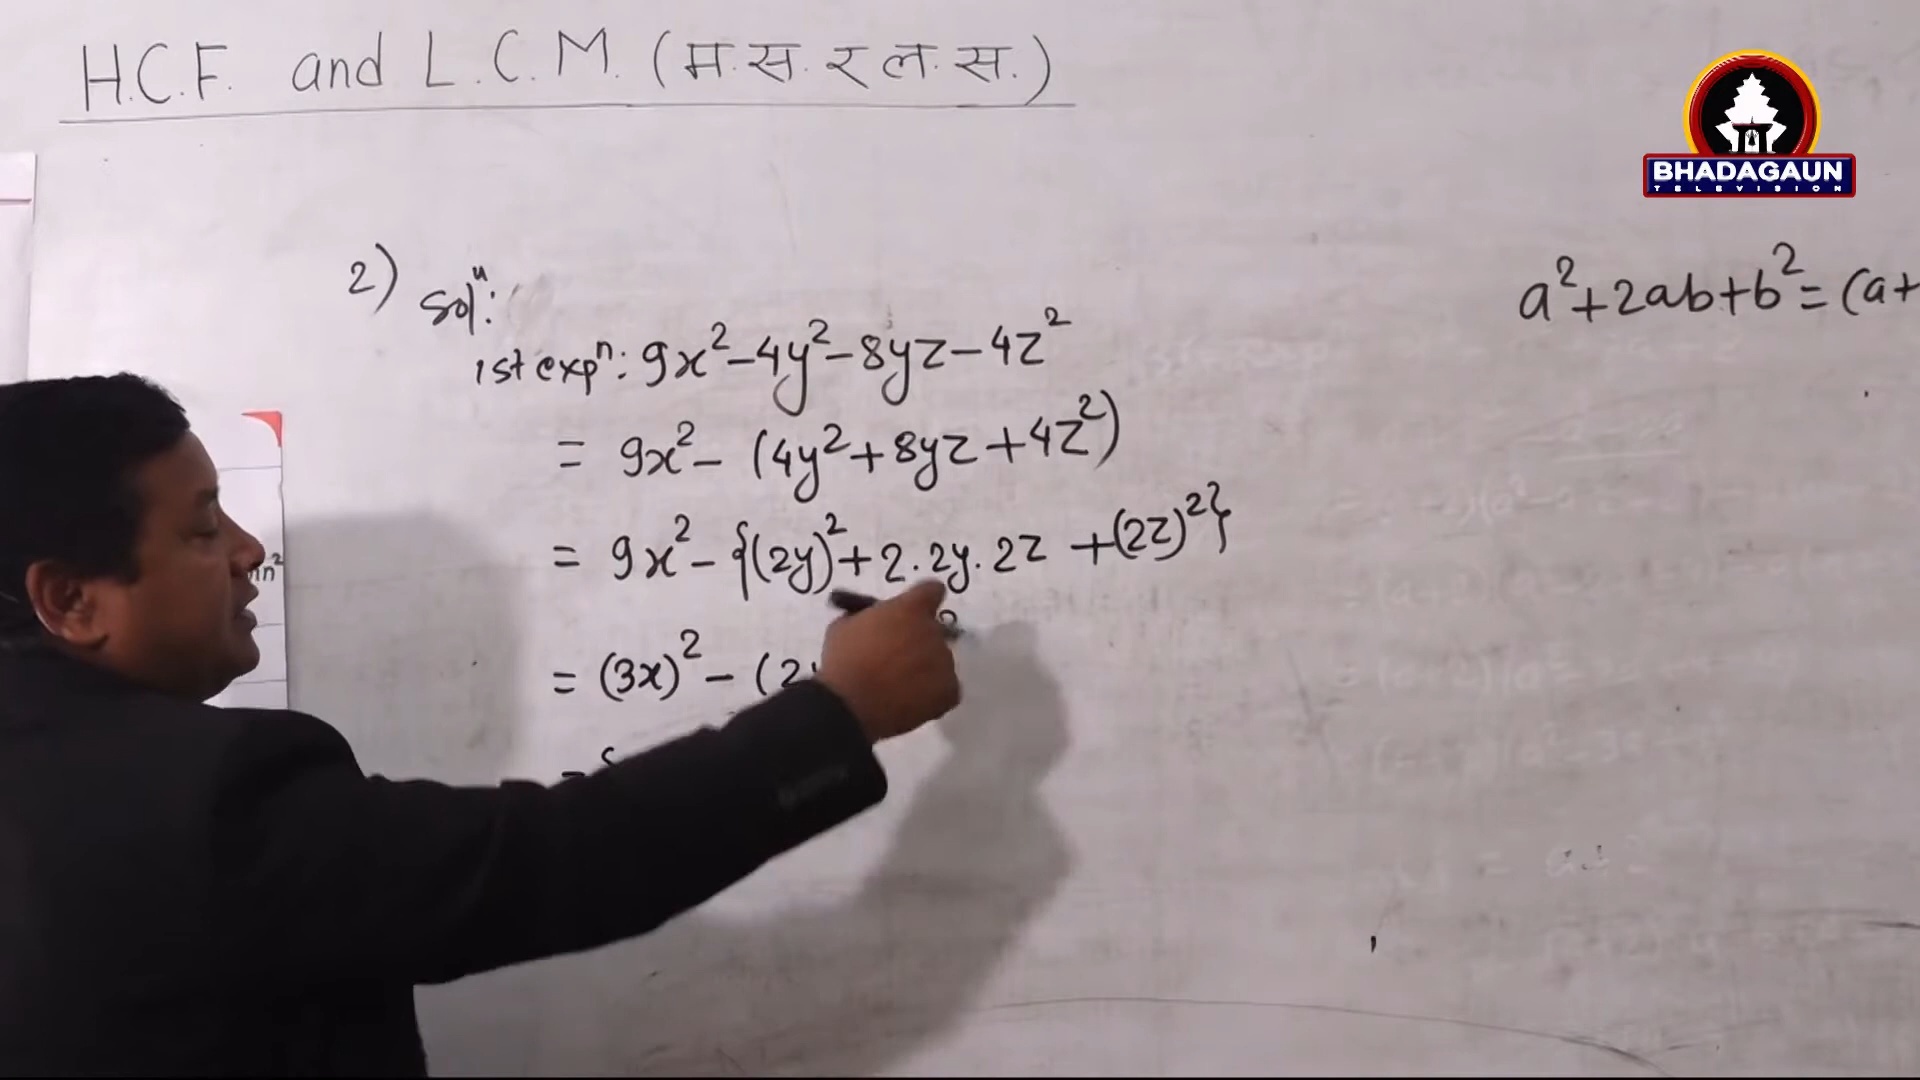 H.C.F. and L.C.M. (म.स. र ल.स.)
BHADAGAUN
TELEVISION
a²+2ab+b²=(a+
2) Solⁿ:
1st expⁿ: 9x²-4y²-8yz-4z²
= 9x²-(4y²+8yz+4z²)
= 9x²-{(2y)²+2.2y.2z+(2z)²}
= (3x)²-(2y